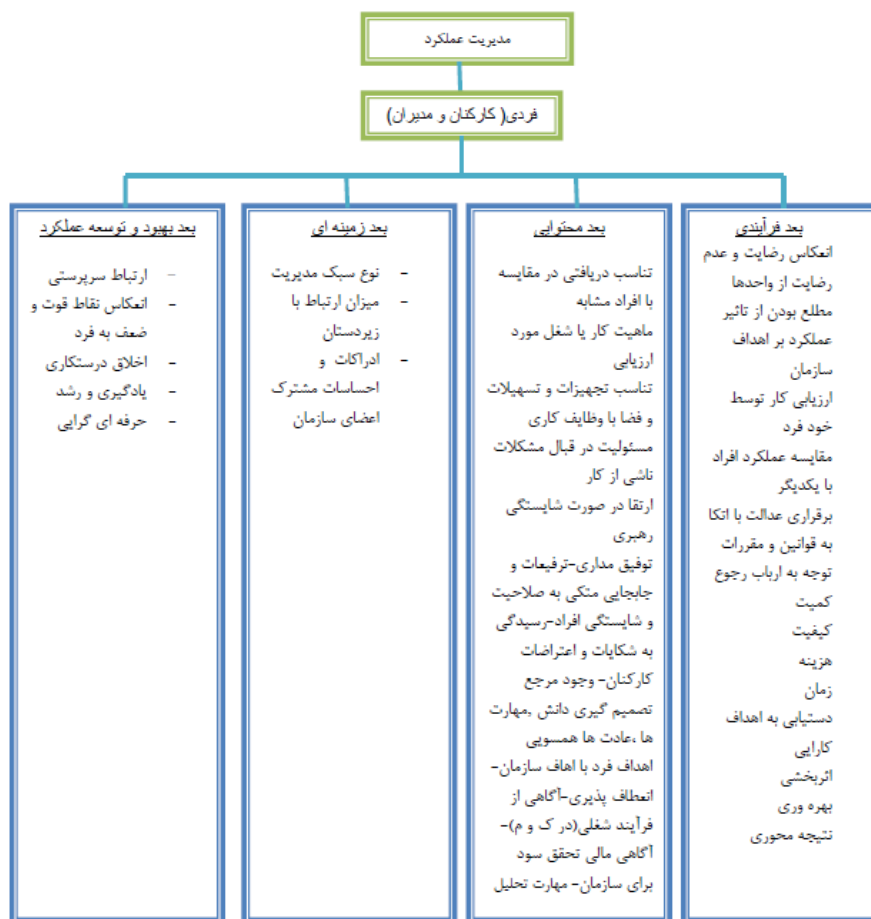 مدیریت عملکرد
فردی( کارکنان و مدیران)
بعد فرآیندی
انعکاس رضایت و عدم
رضایت از واحدها
مطلع بودن از تاثیر
عملکرد بر اهداف
سازمان
ارزیابی کار توسط
خود فرد
مقایسه عملکرد افراد
با یکدیگر
برقراری عدالت با اتکا
به قوانین و مقررات
توجه به ارباب رجوع
کمیت
کیفیت
هزینه
زمان
دستیابی به اهداف
کارایی
اثربخشی
بهره وری
نتیجه محوری
بعد محتوایی
تناسب دریافتی در مقایسه
با افراد مشابه
ماهیت کار یا شغل مورد
ارزیابی
تناسب تجهیزات و تسهیلات
و فضا با وظایف کاری
مسئولیت در قبال مشکلات
ناشی از کار
ارتقا در صورت شایستگی
رهبری
توفیق مداری-ترفیعات و
جابجایی متکی به صلاحیت
و شایستگی افراد-رسیدگی
به شکایات و اعتراضات
کارکنان- وجود مرجع
تصمیم گیری دانش ,مهارت
ها ،عادت ها همسویی
اهداف فرد با اهاف سازمان-
انعطاف پذیری-آگاهی از
فرآیند شغلی(در ک و م)-
آگاهی مالی تحقق سود
برای سازمان- مهارت تحلیل
بعد زمینه ای
- نوع سبک مدیریت
- میزان ارتباط با
زیردستان
- ادراکات و
احساسات مشترک
اعضای سازمان
بعد بهبود و توسعه عملکرد
- ارتباط سرپرستی
- انعکاس نقاط قوت و
ضعف به فرد
- اخلاق درستکاری
- یادگیری و رشد
- حرفه ای گرایی